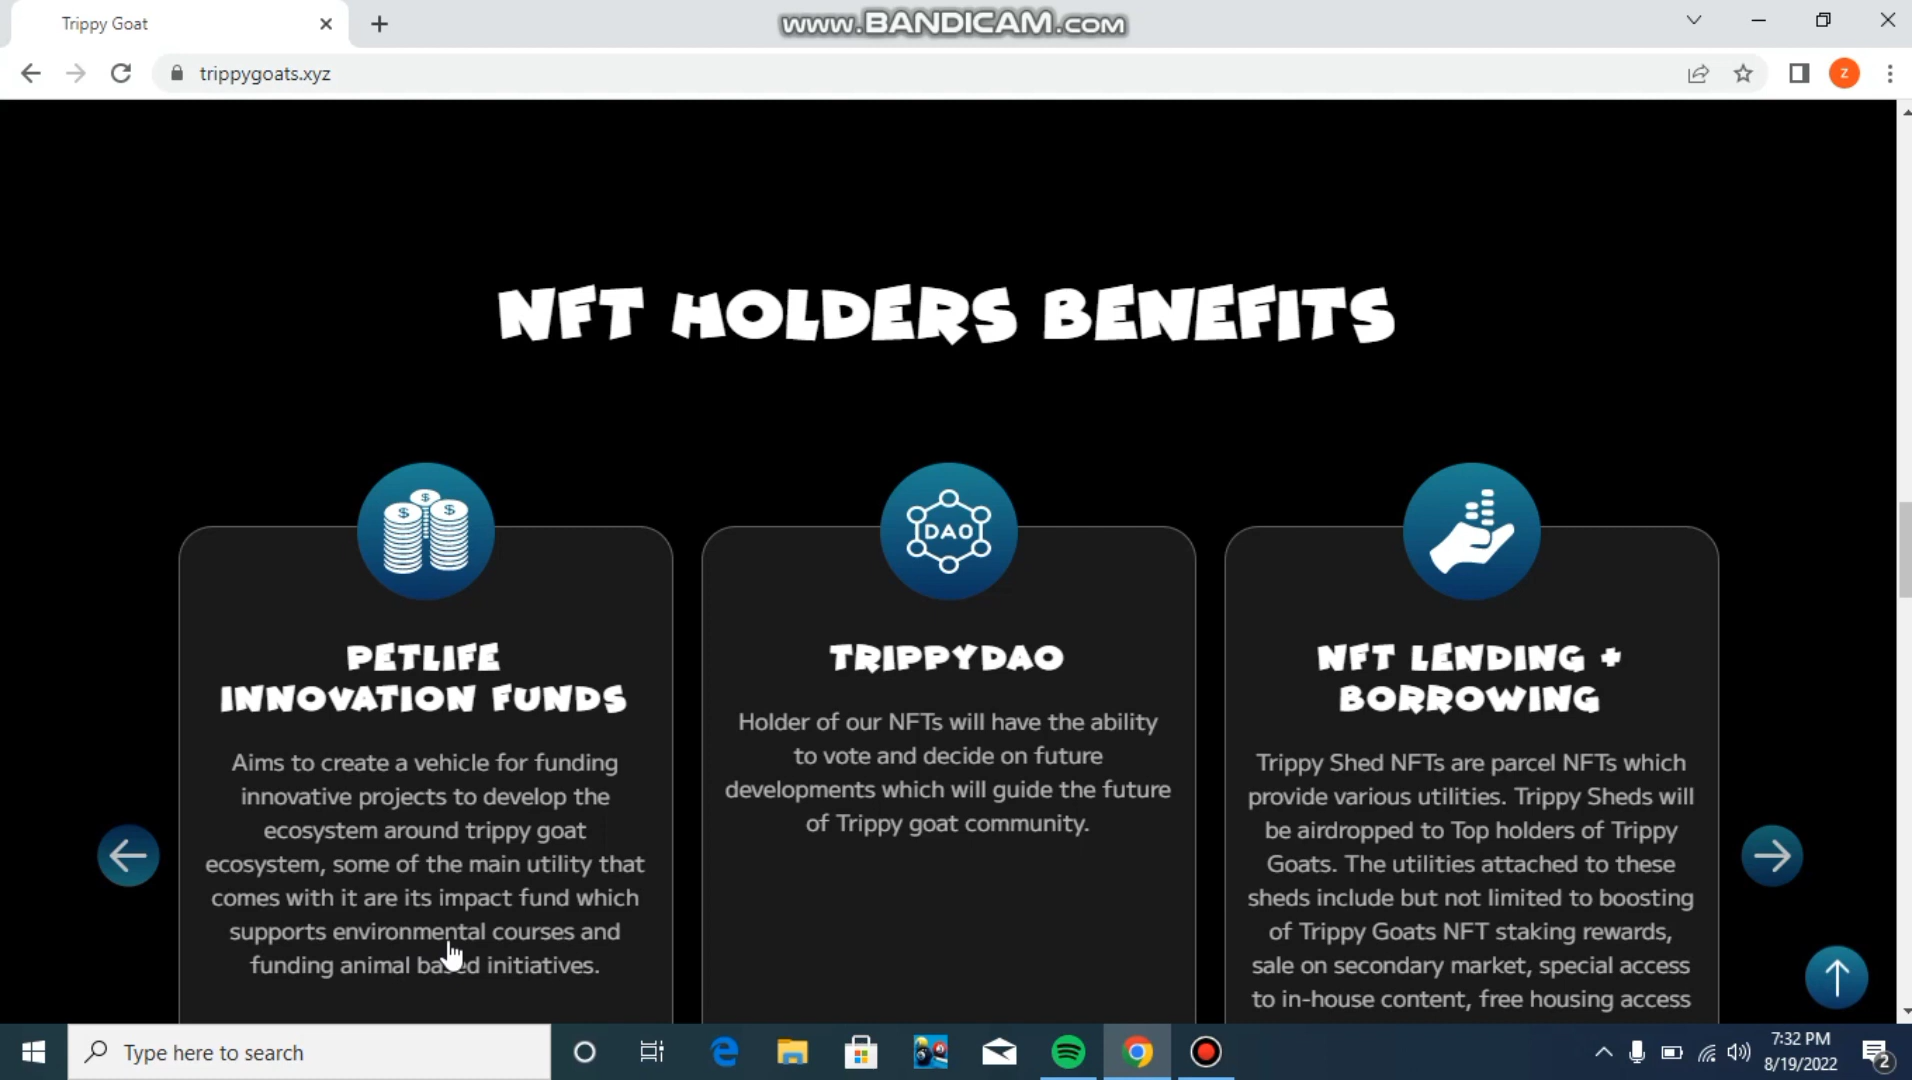 Trippy Goat
www.BANDICAM.com
trippygoats.xyz
z
NFT HOLDERS BENEFITS
$ $ $
DAO
PETLIFE
INNOVATION FUNDS
Aims to create a vehicle for funding
innovative projects to develop the
ecosystem around trippy goat
ecosystem, some of the main utility that
comes with it are its impact fund which
supports environmental courses and
funding animal based initiatives.
TRIPPYDAO
Holder of our NFTs will have the ability
to vote and decide on future
developments which will guide the future
of Trippy goat community.
NFT LENDING +
BORROWING
Trippy Shed NFTs are parcel NFTs which
provide various utilities. Trippy Sheds will
be airdropped to Top holders of Trippy
Goats. The utilities attached to these
sheds include but not limited to boosting
of Trippy Goats NFT staking rewards,
sale on secondary market, special access
to in-house content, free housing access
Type here to search
7:32 PM
8/19/2022
2